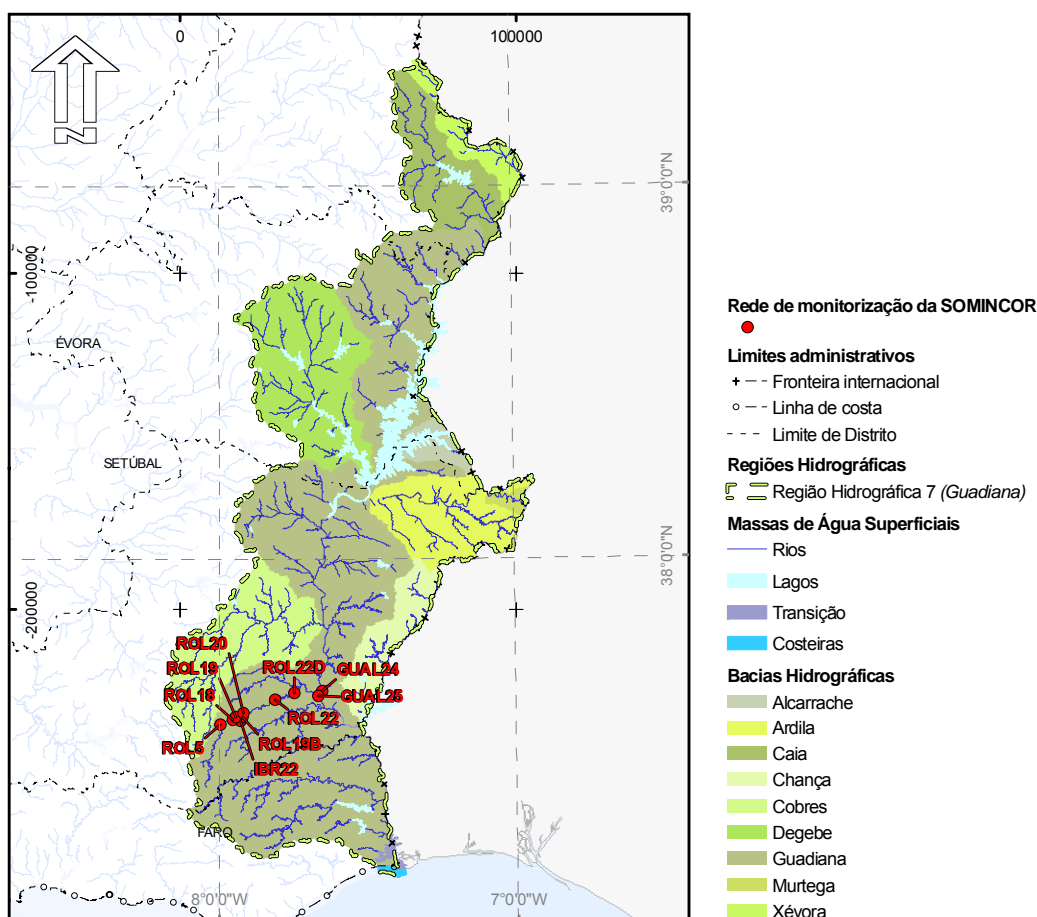 0
100000
N
39°0'0"N
-100000
ÉVORA
SETÚBAL
38°0'0"N
-200000
ROL20
ROL19
ROL18
ROL22D
GUAL24
GUAL25
ROL22
ROL5
ROL19B
IBR22
FARO
8°0'0"W
7°0'0"W
Rede de monitorização da SOMINCOR
Limites administrativos
Fronteira internacional
Linha de costa
Limite de Distrito
Regiões Hidrográficas
Região Hidrográfica 7 (Guadiana)
Massas de Água Superficiais
Rios
Lagos
Transição
Costeiras
Bacias Hidrográficas
Alcarrache
Ardila
Caia
Chança
Cobres
Degebe
Guadiana
Murtega
Xévora